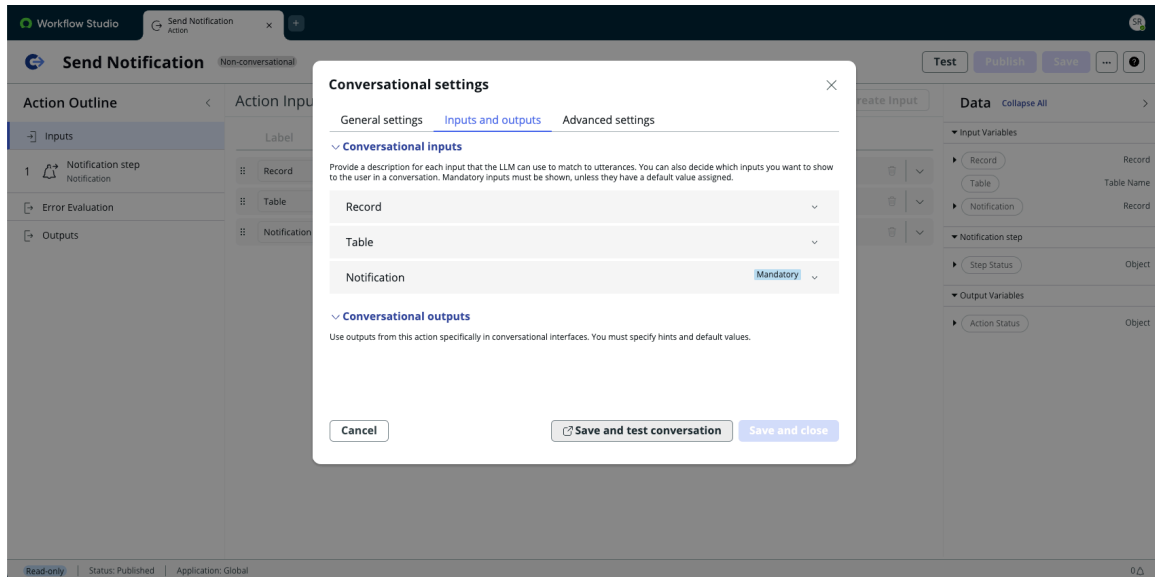 Workflow Studio
Send Notification
Action
SR
Send Notification
Non-conversational
Test
Publish
Save
Action Outline
Inputs
1
Notification step
Notification
Error Evaluation
Outputs
Action Inpu
reate Input
Label
Record
Table
Notification
Conversational settings
General settings
Inputs and outputs
Advanced settings
Conversational inputs
Provide a description for each input that the LLM can use to match to utterances. You can also decide which inputs you want to show
to the user in a conversation. Mandatory inputs must be shown, unless they have a default value assigned.
Record
Table
Notification
Mandatory
Conversational outputs
Use outputs from this action specifically in conversational interfaces. You must specify hints and default values.
Cancel
Save and test conversation
Save and close
Data
Collapse All
Input Variables
Record
Record
Table
Table Name
Notification
Record
Notification step
Step Status
Object
Output Variables
Action Status
Object
Read-only
Status: Published
Application: Global
0